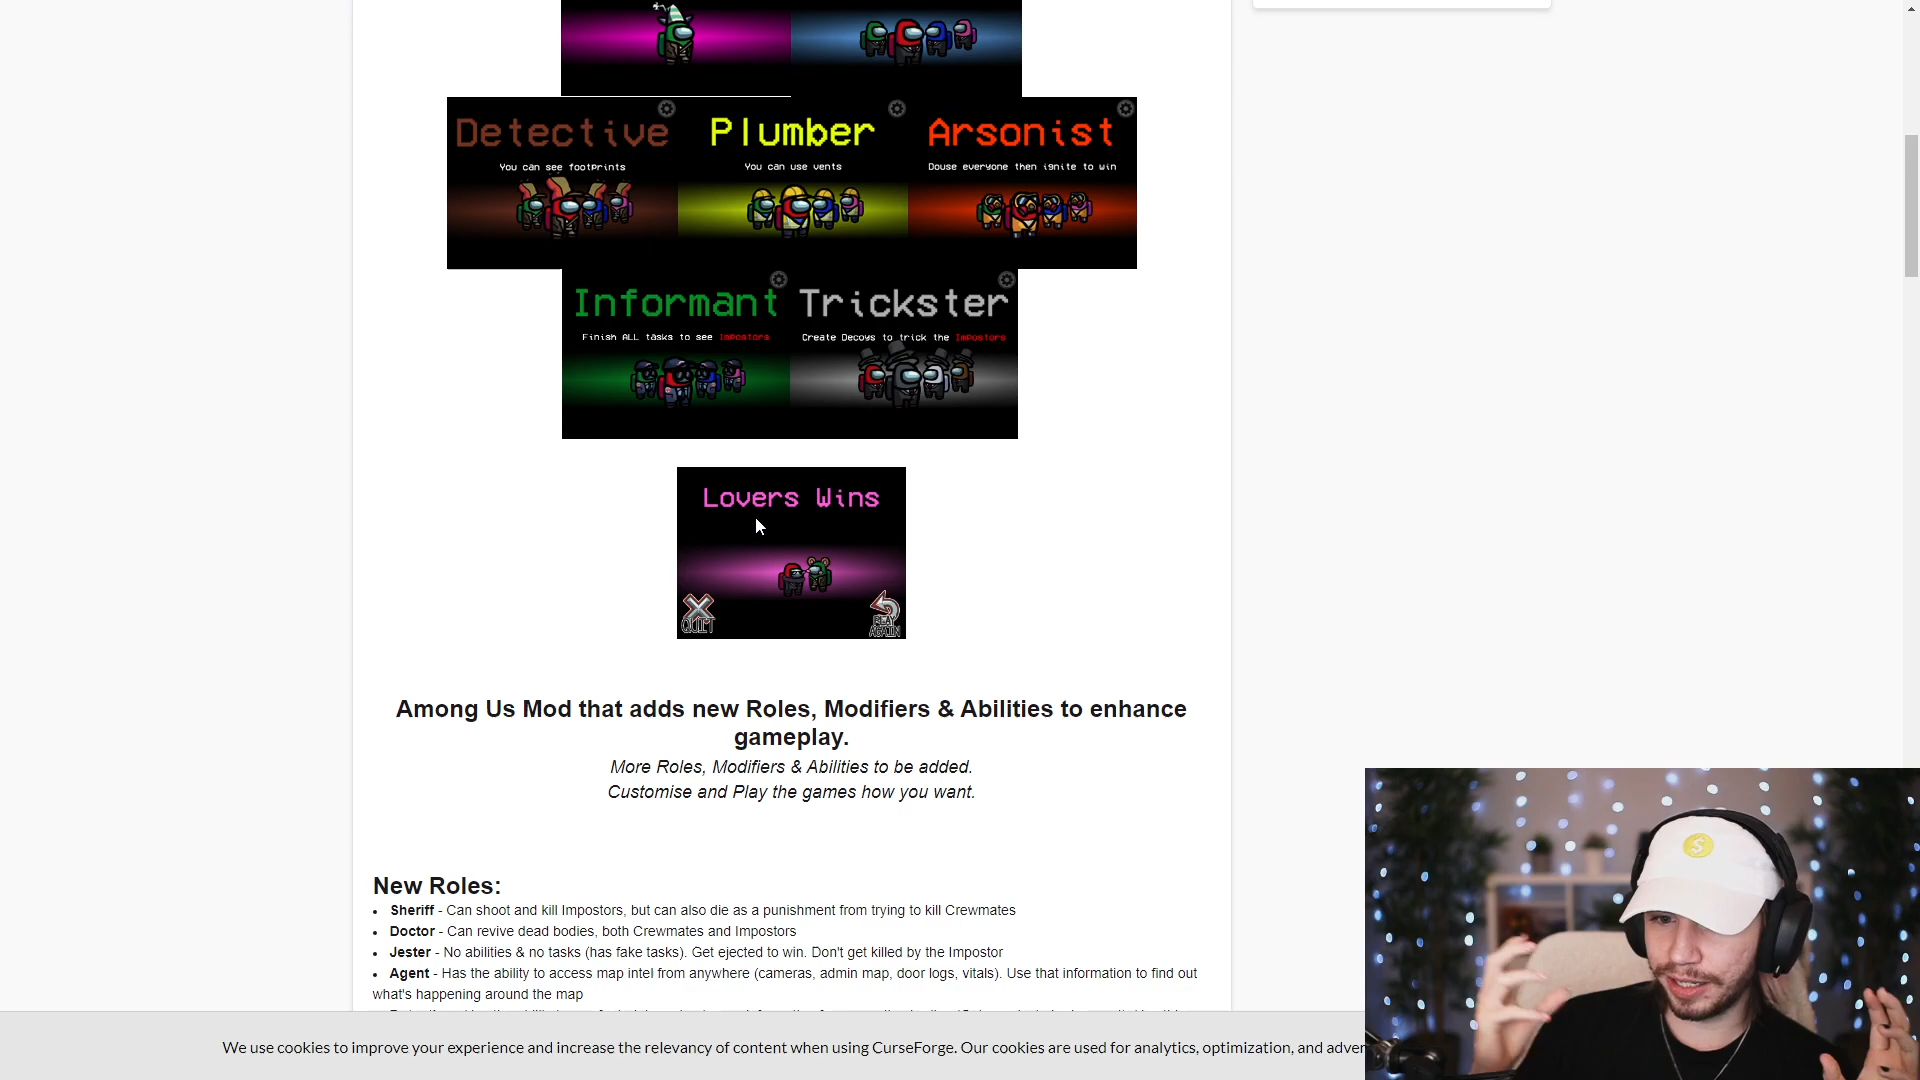 Detective Plumber Arsonist
You can see footprints You can use vents Douse everyone then ignite to win
Informant Trickster
Finish ALL tasks to see Impostors Create Decoys to trick the Impostors
Lovers Wins
QUIT PLAY AGAIN
Among Us Mod that adds new Roles, Modifiers & Abilities to enhance
gameplay.
More Roles, Modifiers & Abilities to be added.
Customise and Play the games how you want.
New Roles:
• Sheriff - Can shoot and kill Impostors, but can also die as a punishment from trying to kill Crewmates
• Doctor - Can revive dead bodies, both Crewmates and Impostors
• Jester - No abilities & no tasks (has fake tasks). Get ejected to win. Don't get killed by the Impostor
• Agent - Has the ability to access map intel from anywhere (cameras, admin map, door logs, vitals). Use that information to find out
what's happening around the map
We use cookies to improve your experience and increase the relevancy of content when using CurseForge. Our cookies are used for analytics, optimization, and adver
$